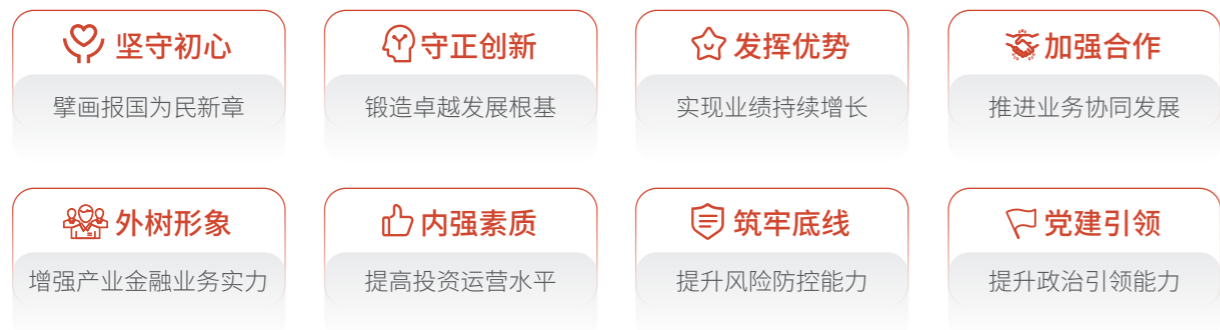 坚守初心
擘画报国为民新章
守正创新
锻造卓越发展根基
发挥优势
实现业绩持续增长
加强合作
推进业务协同发展
外树形象
增强产业金融业务实力
内强素质
提高投资运营水平
筑牢底线
提升风险防控能力
党建引领
提升政治引领能力